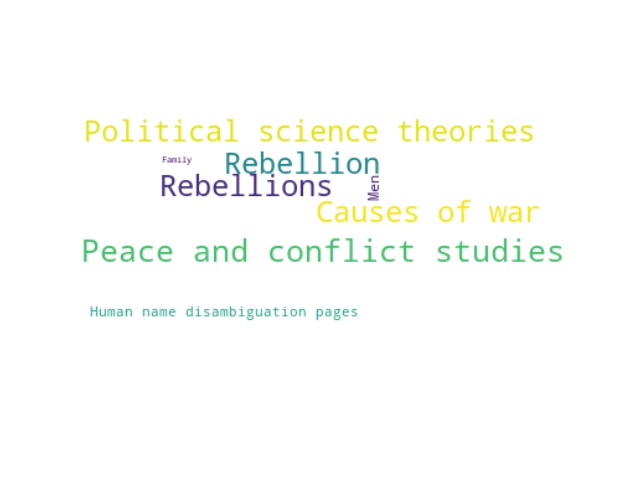 Political science theories
Family
Rebellion
Rebellions
Men
Causes of war
Peace and conflict studies
Human name disambiguation pages